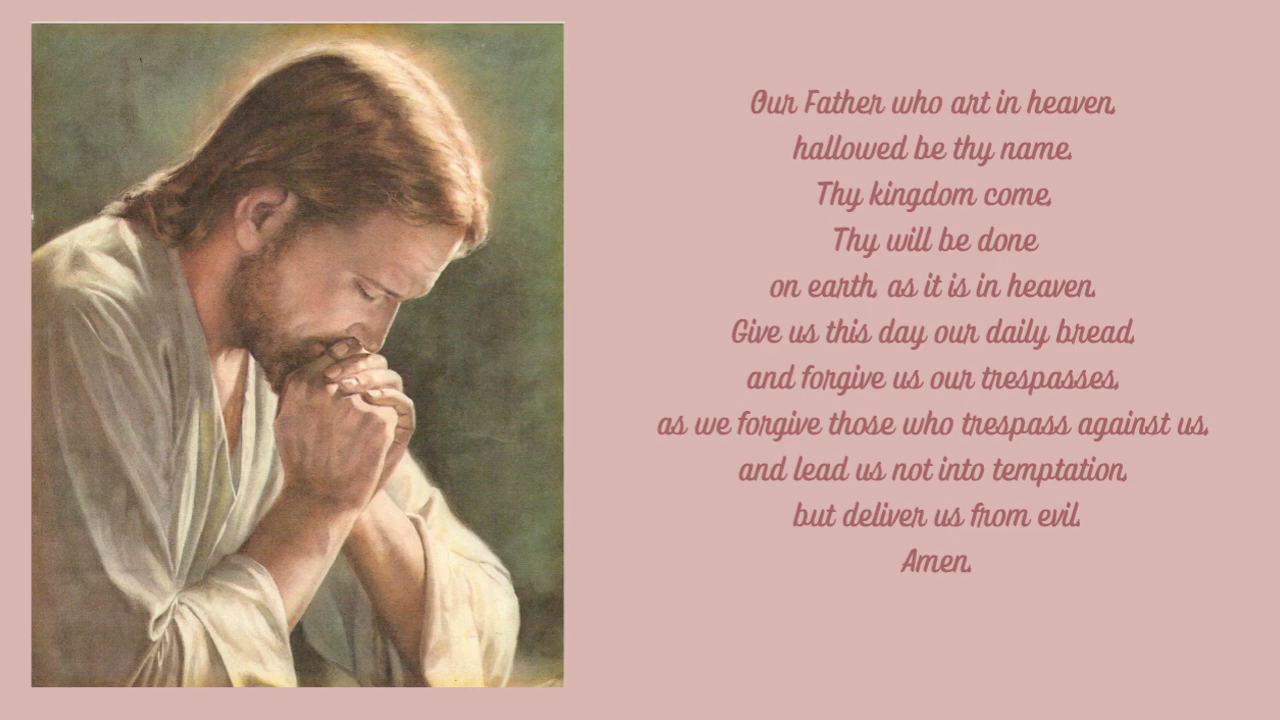 Our Father who art in heaven,
hallowed be thy name.
Thy kingdom come,
Thy will be done
on earth, as it is in heaven.
Give us this day our daily bread,
and forgive us our trespasses,
as we forgive those who trespass against us,
and lead us not into temptation,
but deliver us from evil.
Amen.